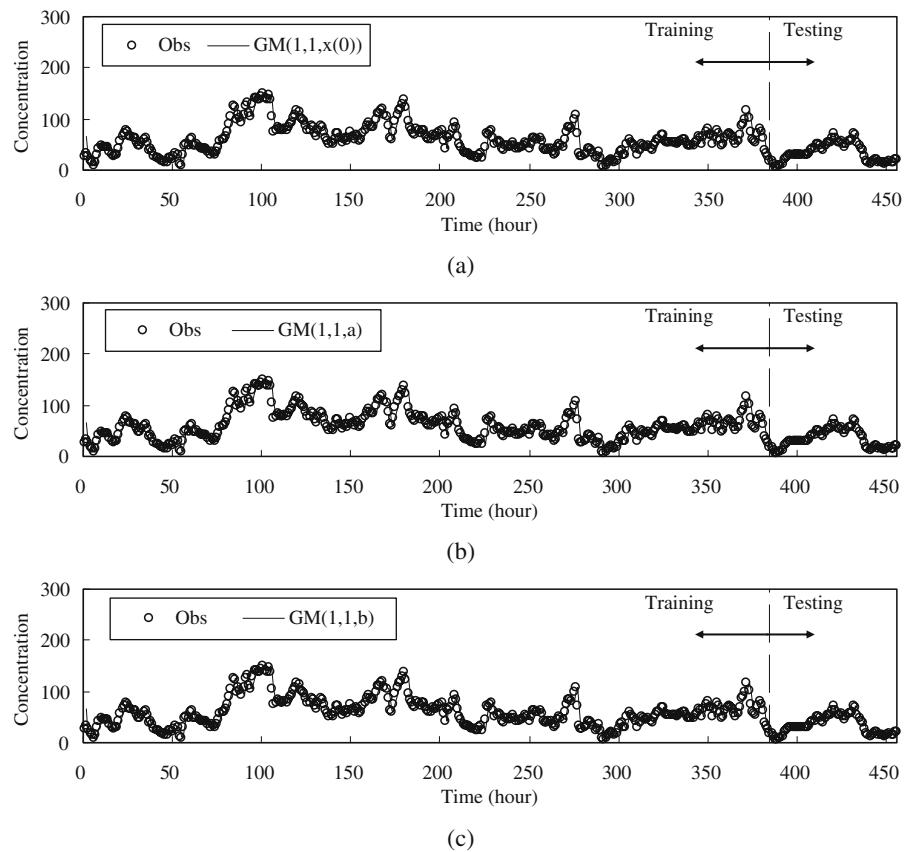 300
200
100
0
Concentration
Obs GM(1,1,x(0))
Training Testing
0 50 100 150 200 250 300 350 400 450
Time (hour)
(a)
300
200
100
0
Concentration
Obs GM(1,1,a)
Training Testing
0 50 100 150 200 250 300 350 400 450
Time (hour)
(b)
300
200
100
0
Concentration
Obs GM(1,1,b)
Training Testing
0 50 100 150 200 250 300 350 400 450
Time (hour)
(c)